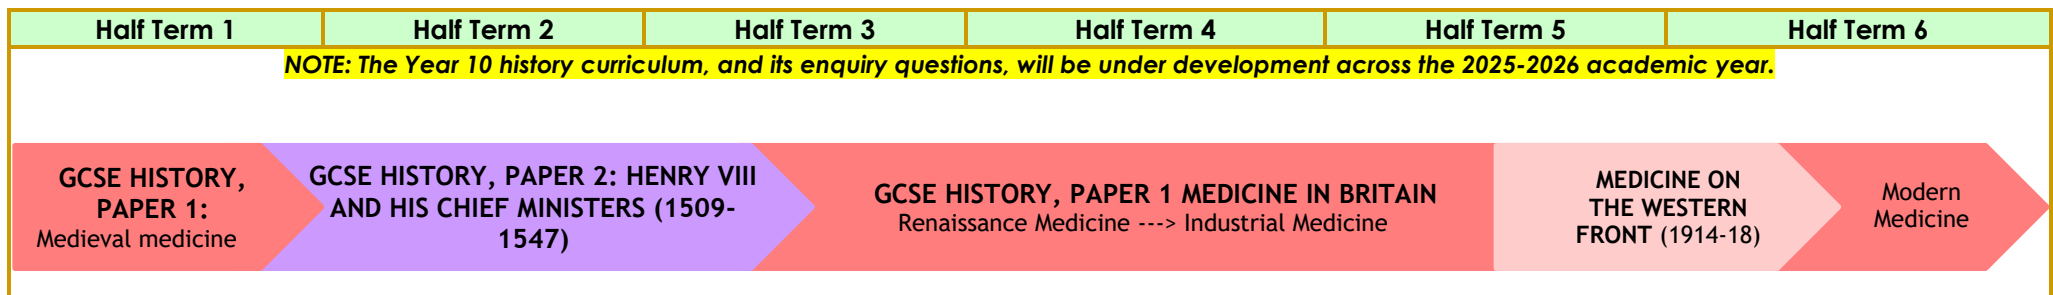 Half Term 1 Half Term 2 Half Term 3 Half Term 4 Half Term 5 Half Term 6
NOTE: The Year 10 history curriculum, and its enquiry questions, will be under development across the 2025-2026 academic year.
GCSE HISTORY,
PAPER 1:
Medieval medicine
GCSE HISTORY, PAPER 2: HENRY VIII
AND HIS CHIEF MINISTERS (1509-
1547)
GCSE HISTORY, PAPER 1 MEDICINE IN BRITAIN
Renaissance Medicine ---> Industrial Medicine
MEDICINE ON
THE WESTERN
FRONT (1914-18)
Modern
Medicine